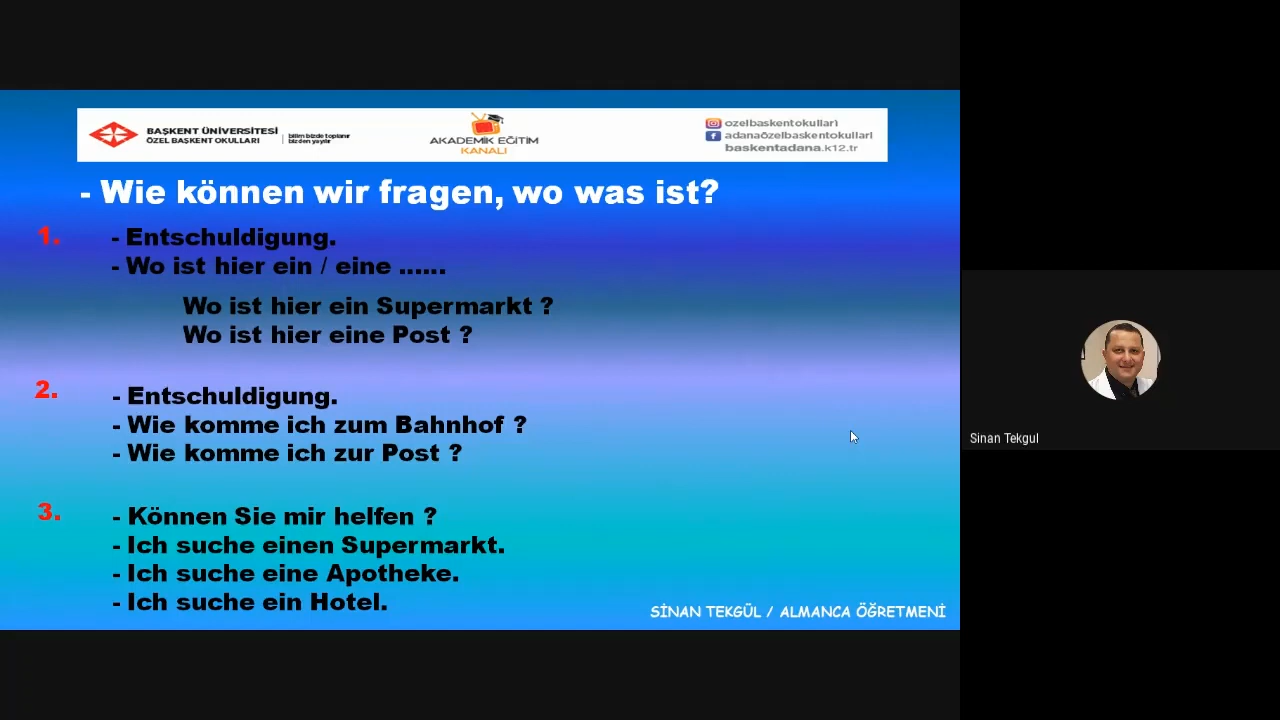 BAŞKENT ÜNİVERSİTESİ
ÖZEL BAŞKENT OKULLARI
bilim bizde toplanır
bizden yayılır
AKADEMİK EĞİTİM
KANALI
ozelbaskentokullari
adanaözelbaskentokullari
baskentadana.k12.tr
- Wie können wir fragen, wo was ist?
1. - Entschuldigung.
- Wo ist hier ein / eine ......
Wo ist hier ein Supermarkt ?
Wo ist hier eine Post ?
2. - Entschuldigung.
- Wie komme ich zum Bahnhof ?
- Wie komme ich zur Post ?
3. - Können Sie mir helfen ?
- Ich suche einen Supermarkt.
- Ich suche eine Apotheke.
- Ich suche ein Hotel.
SİNAN TEKGÜL / ALMANCA ÖĞRETMENİ
Sinan Tekgul